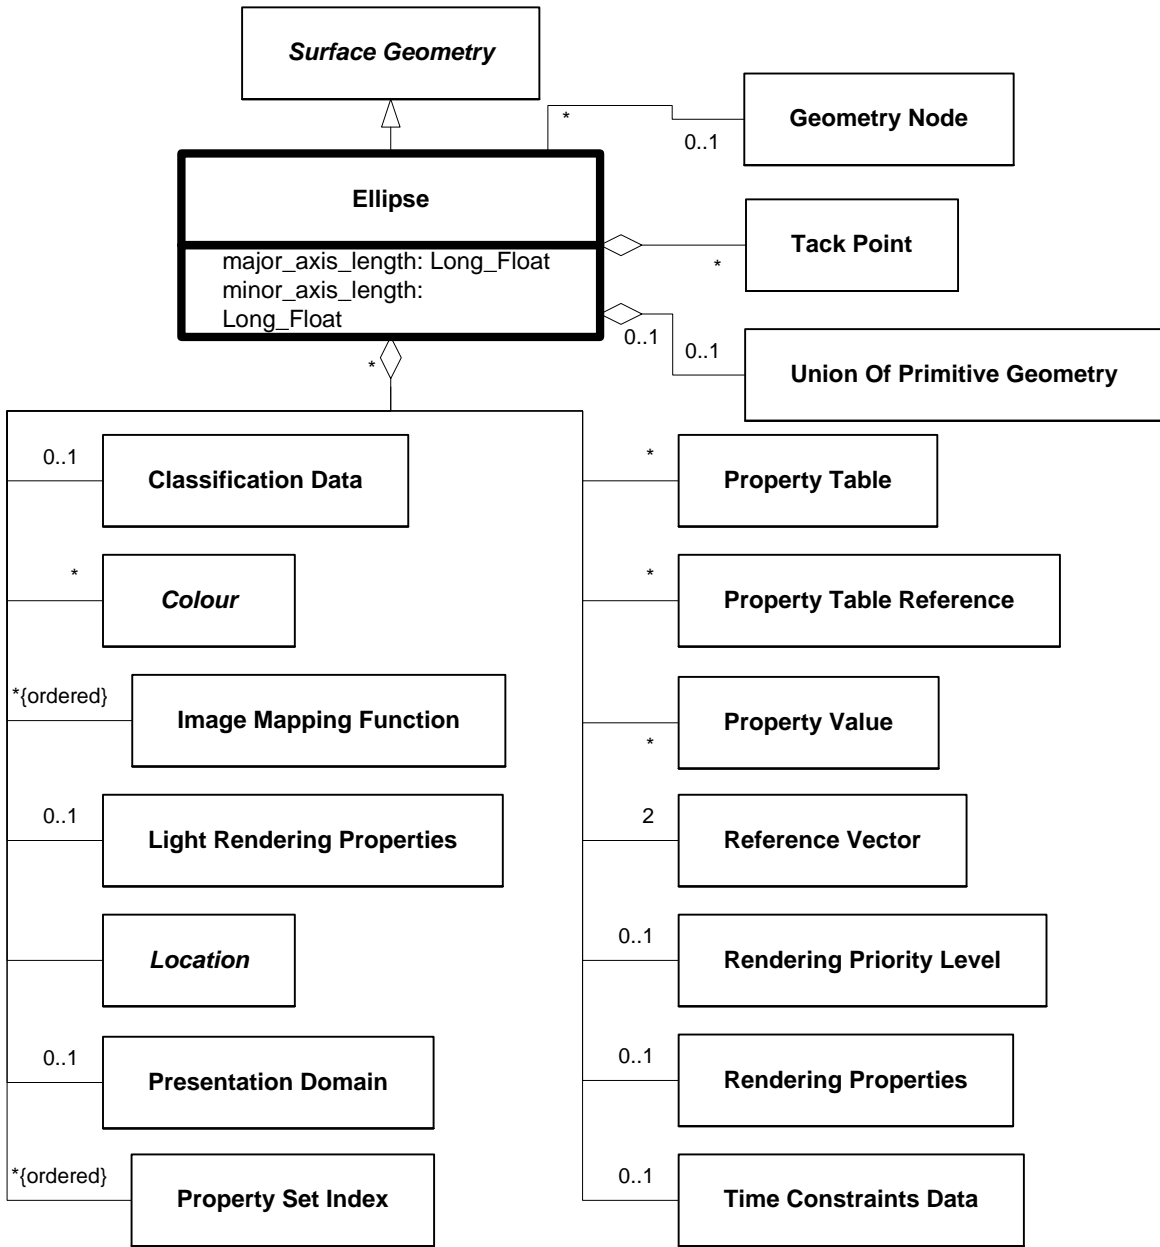 Surface Geometry
*
Geometry Node
0..1
Ellipse
Tack Point
major_axis_length: Long_Float
*
minor_axis_length:
Long_Float
0..1
0..1
*
Union Of Primitive Geometry
0..1
Classification Data
*
Property Table
*
Colour
*
Property Table Reference
*{ordered}
Image Mapping Function
Property Value
*
0..1
Light Rendering Properties
2
Reference Vector
Location
0..1
Rendering Priority Level
0..1
Presentation Domain
0..1
Rendering Properties
*{ordered}
Property Set Index
0..1
Time Constraints Data